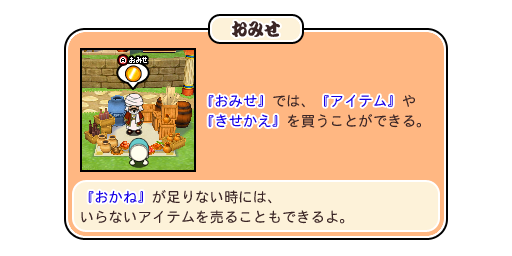 おみせ
おみせ
『おみせ』では、『アイテム』や
『きせかえ』を買うことができる。
『おかね』が足りない時には、
いらないアイテムを売ることもできるよ。